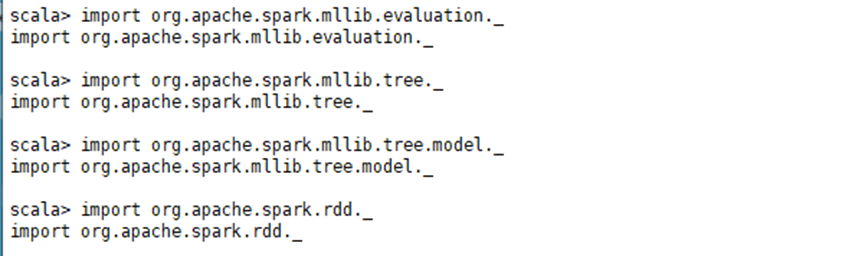 scala> import org.apache.spark.mllib.evaluation._
import org.apache.spark.mllib.evaluation._
scala> import org.apache.spark.mllib.tree._
import org.apache.spark.mllib.tree._
scala> import org.apache.spark.mllib.tree.model._
import org.apache.spark.mllib.tree.model._
scala> import org.apache.spark.rdd._
import org.apache.spark.rdd._